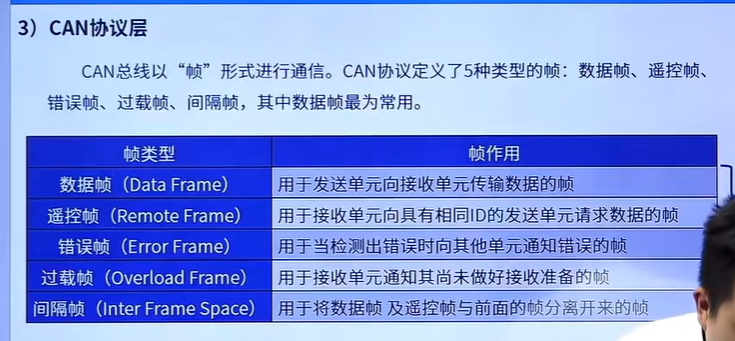 3）CAN协议层
CAN总线以“帧”形式进行通信。CAN协议定义了5种类型的帧：数据帧、遥控帧、
错误帧、过载帧、间隔帧，其中数据帧最为常用。
帧类型 帧作用
数据帧（Data Frame） 用于发送单元向接收单元传输数据的帧
遥控帧（Remote Frame） 用于接收单元向具有相同ID的发送单元请求数据的帧
错误帧（Error Frame） 用于当检测出错误时向其他单元通知错误的帧
过载帧（Overload Frame） 用于接收单元通知其尚未做好接收准备的帧
间隔帧（Inter Frame Space） 用于将数据帧 及遥控帧与前面的帧分离开来的帧